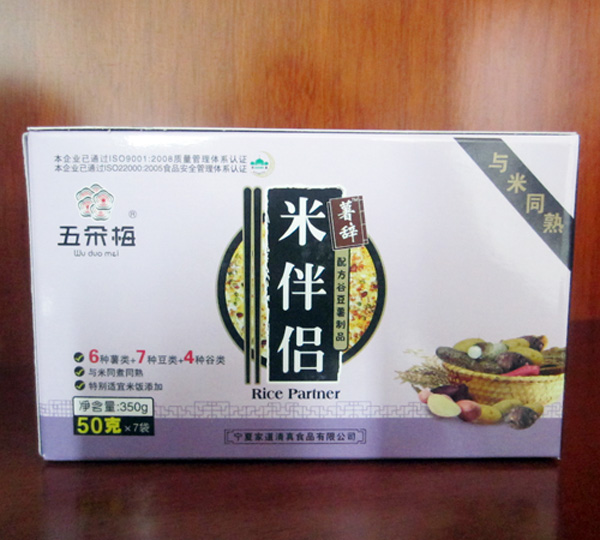 本企业已通过ISO9001:2008质量管理体系认证
本企业已通过ISO22000:2005食品安全管理体系认证
与米同熟
五朵梅®
Wu duo mei
薯辞
米伴侣
配方谷豆薯制品
Rice Partner
6种薯类+7种豆类+4种谷类
与米同煮同熟
特别适宜米饭添加
净含量:350g
50克×7袋
宁夏家道清真食品有限公司